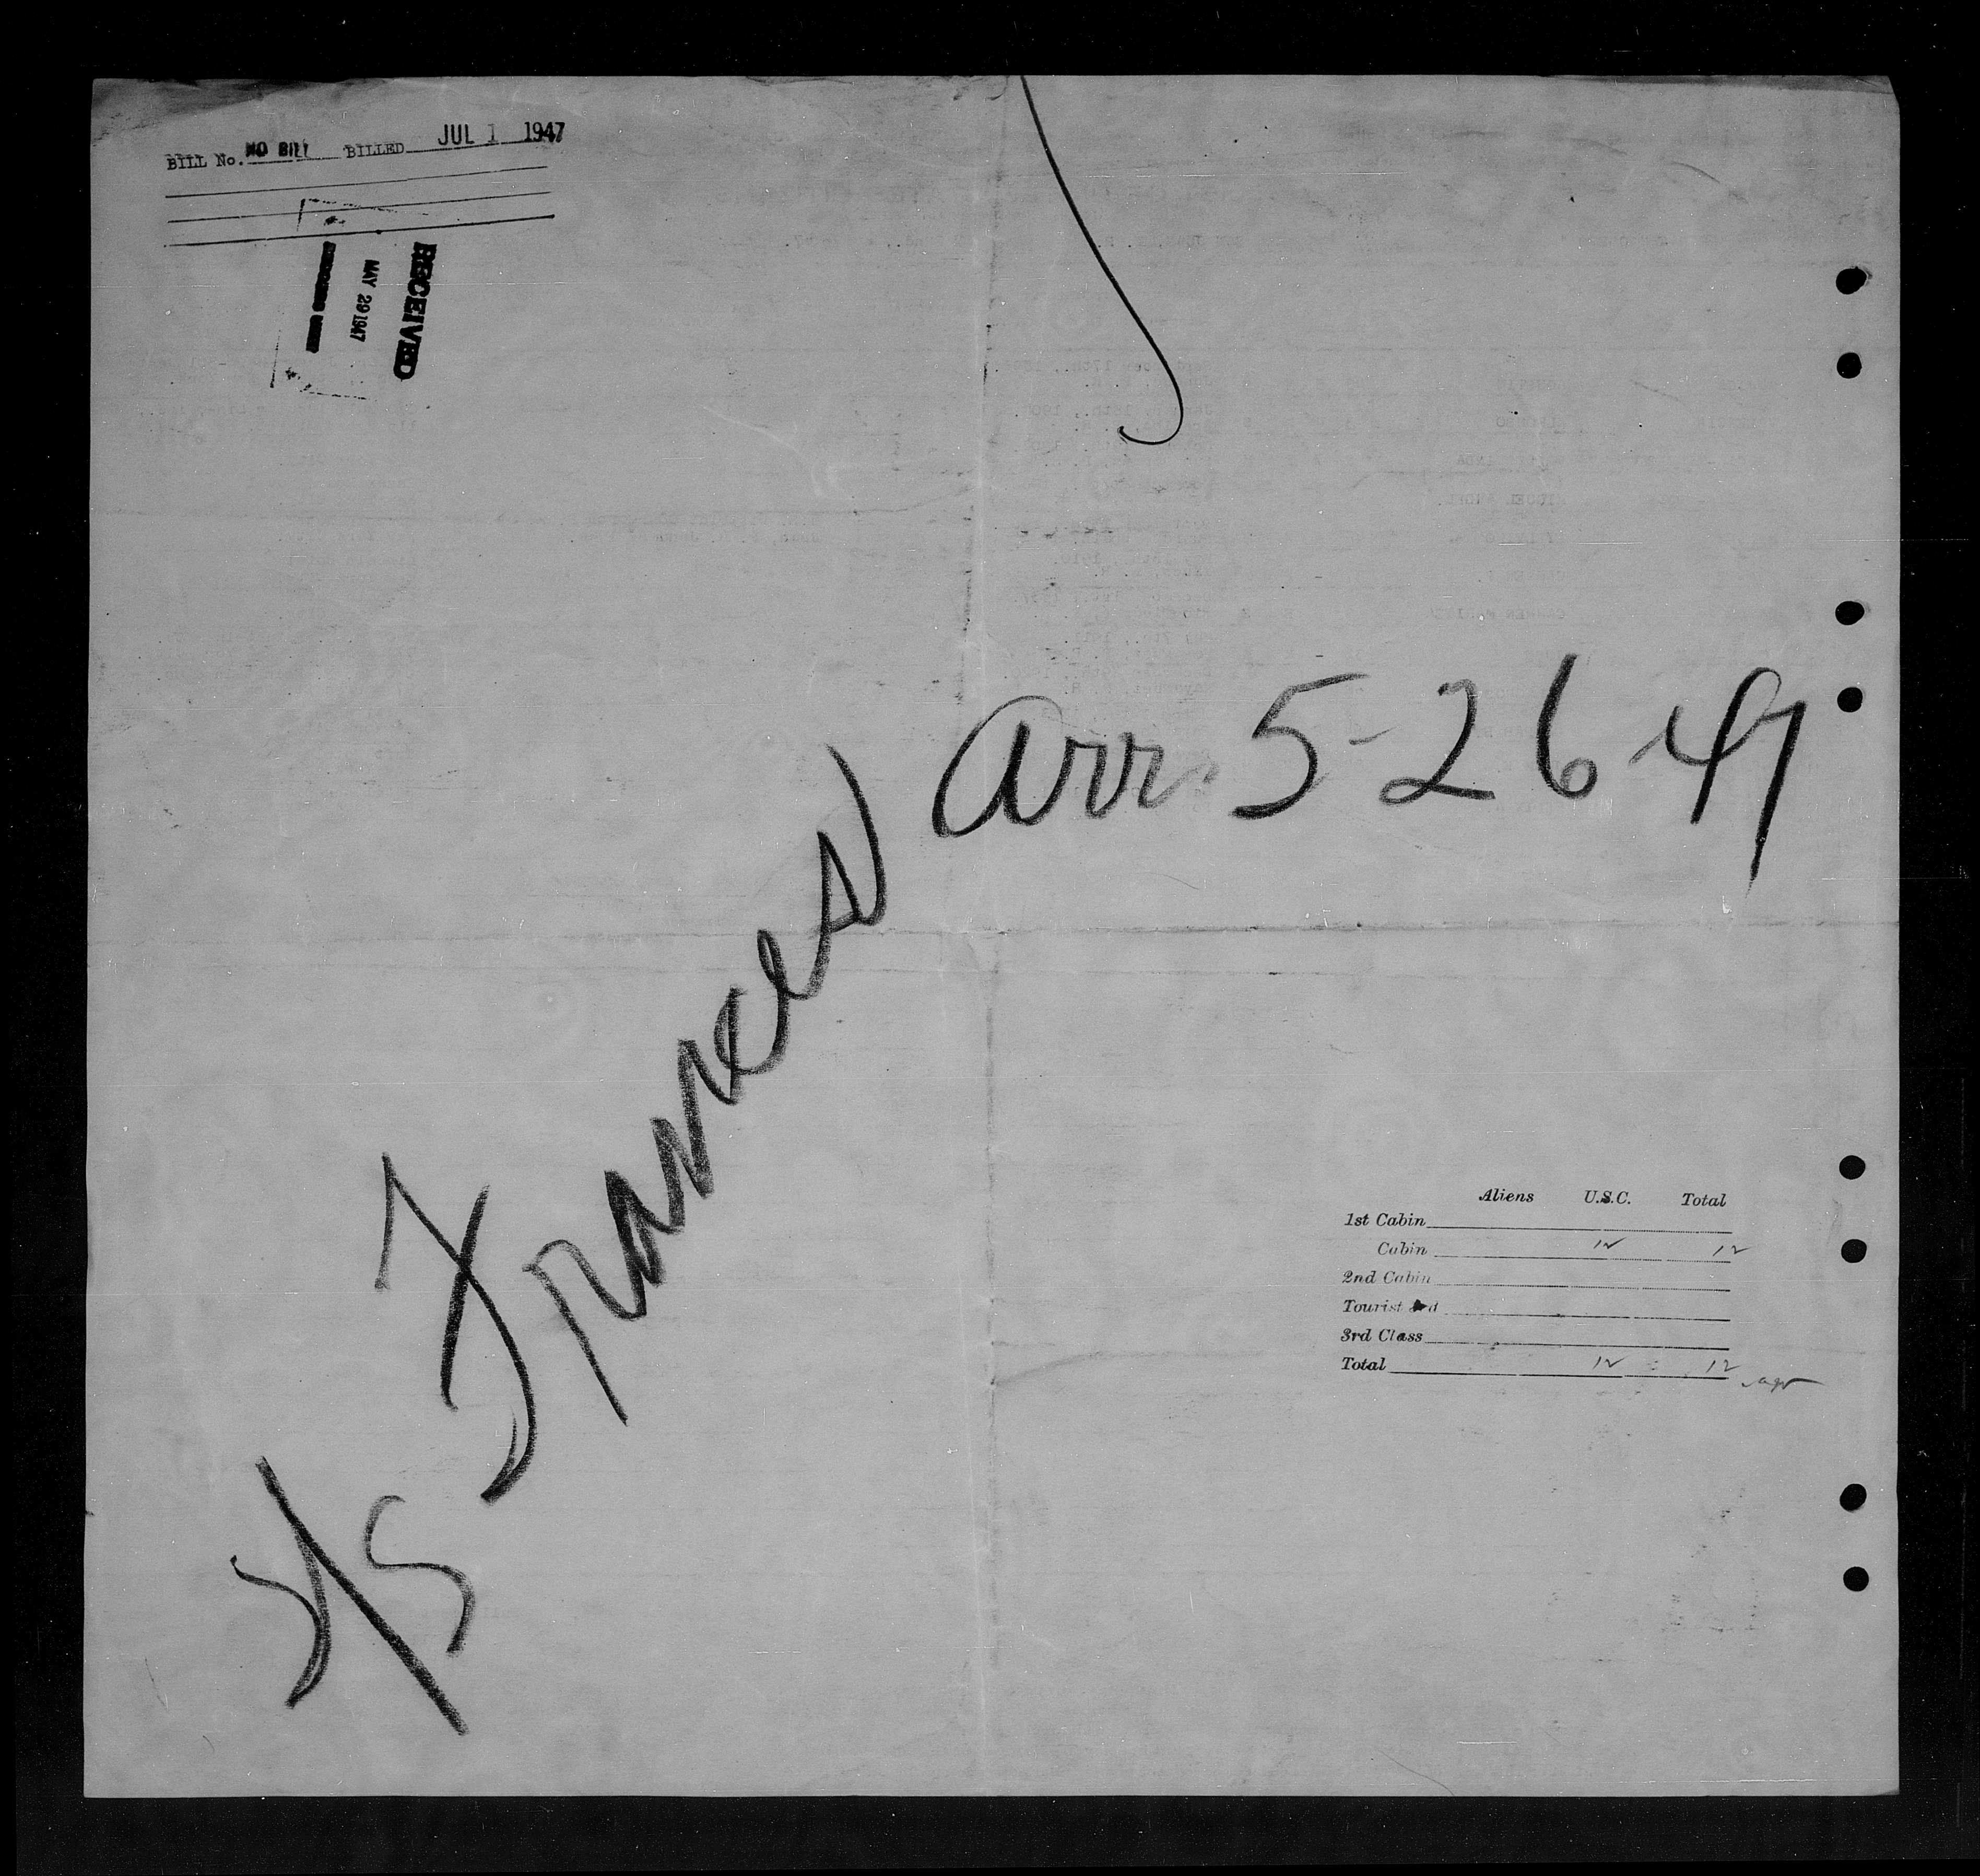 BILL No. NO BILL BILLED JUL 1 1947
RECEIVED
MAY 29 1947
arr. 5-26-47
S/S Frances
Aliens U.S.C. Total
1st Cabin
Cabin 12 12
2nd Cabin
Tourist 3rd
3rd Class
Total 12 12